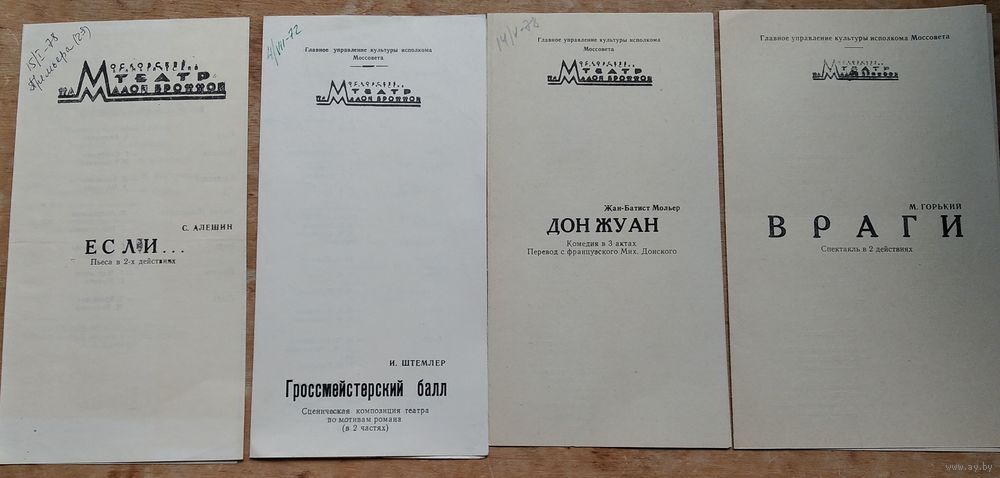 15/I-78
Премьера (23)
МОСКОВСКИЙ
ТЕАТР
НА МАЛОЙ БРОННОЙ
С. АЛЕШИН
ЕСЛИ...
Пьеса в 2-х действиях
4/VII-72
Главное управление культуры исполкома
Моссовета
МОСКОВСКИЙ
ТЕАТР
НА МАЛОЙ БРОННОЙ
И. ШТЕМЛЕР
Гроссмейстерский балл
Сценическая композиция театра
по мотивам романа
(в 2 частях)
14/V-78
Главное управление культуры исполкома
Моссовета
МОСКОВСКИЙ
ТЕАТР
НА МАЛОЙ БРОННОЙ
Жан-Батист Мольер
ДОН ЖУАН
Комедия в 3 актах
Перевод с французского Мих. Донского
Главное управление культуры исполкома Моссовета
МОСКОВСКИЙ
ТЕАТР
НА МАЛОЙ БРОННОЙ
М. ГОРЬКИЙ
ВРАГИ
Спектакль в 2 действиях
www.ay.by